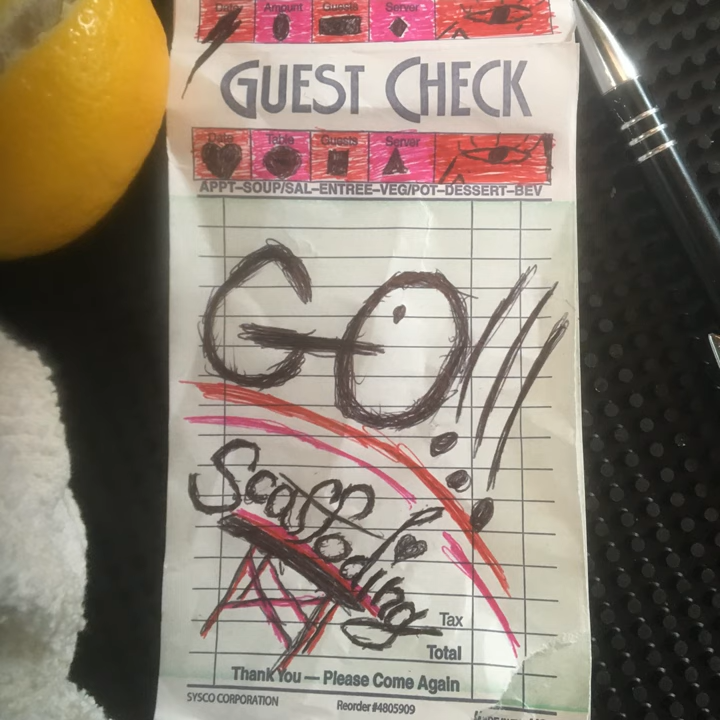 Date Amount Guests Server
GUEST CHECK
Date Table Guests Server
APPT–SOUP/SAL–ENTREE–VEG/POT–DESSERT–BEV
GO!!!
Scaffolding
Tax
Total
Thank You — Please Come Again
SYSCO CORPORATION Reorder #4805909